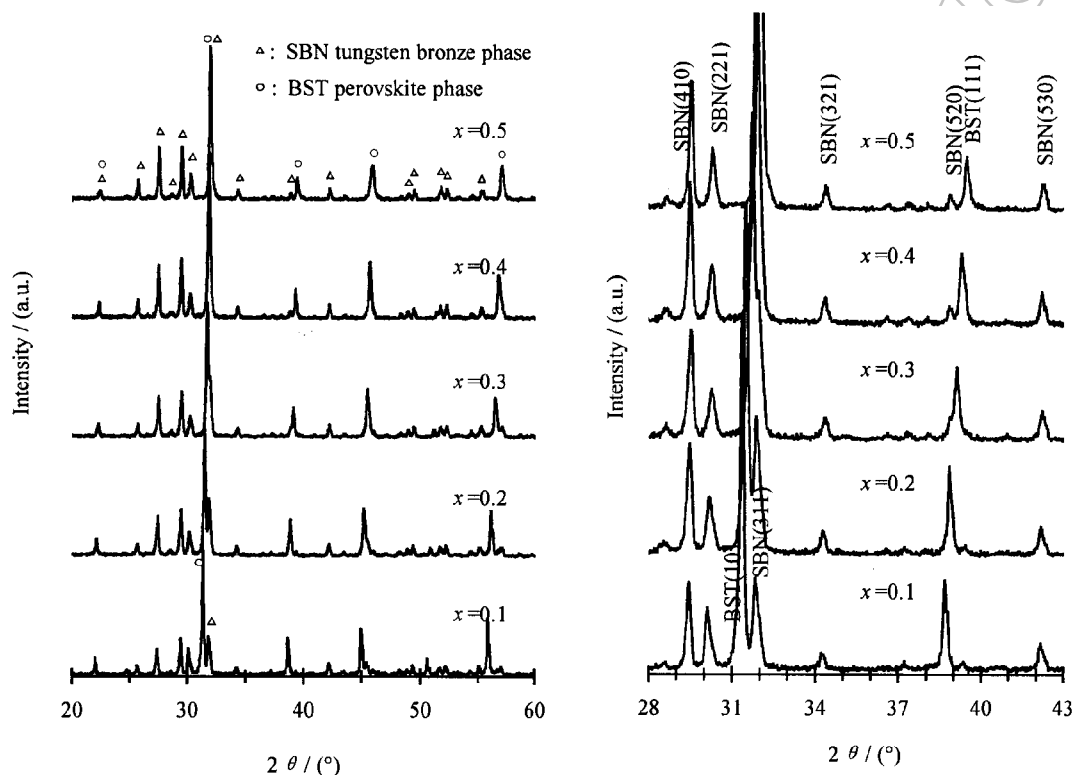 △ : SBN tungsten bronze phase
○ : BST perovskite phase
x=0.5
x=0.4
x=0.3
x=0.2
x=0.1
Intensity / (a.u.)
20 30 40 50 60
2 θ / (°)
SBN(410)
SBN(221)
SBN(321)
SBN(520)
BST(111)
SBN(530)
x=0.5
x=0.4
x=0.3
x=0.2
x=0.1
SBN(311)
Intensity / (a.u.)
28 31 34 37 40 43
2 θ / (°)